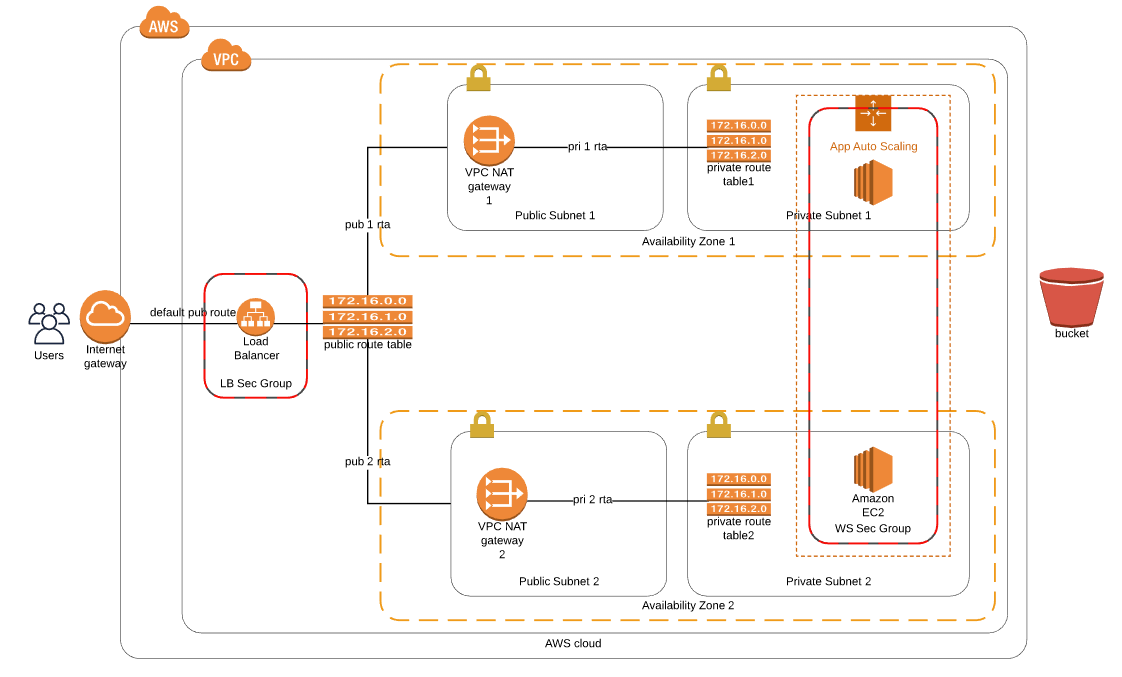 AWS
VPC
172.16.0.0
172.16.1.0
172.16.2.0
private route
table1
App Auto Scaling
pri 1 rta
VPC NAT
gateway
1
Public Subnet 1
Private Subnet 1
Availability Zone 1
pub 1 rta
default pub route
172.16.0.0
172.16.1.0
172.16.2.0
public route table
Users
Internet
gateway
Load
Balancer
LB Sec Group
bucket
pub 2 rta
172.16.0.0
172.16.1.0
172.16.2.0
private route
table2
pri 2 rta
VPC NAT
gateway
2
Amazon
EC2
WS Sec Group
Public Subnet 2
Private Subnet 2
Availability Zone 2
AWS cloud